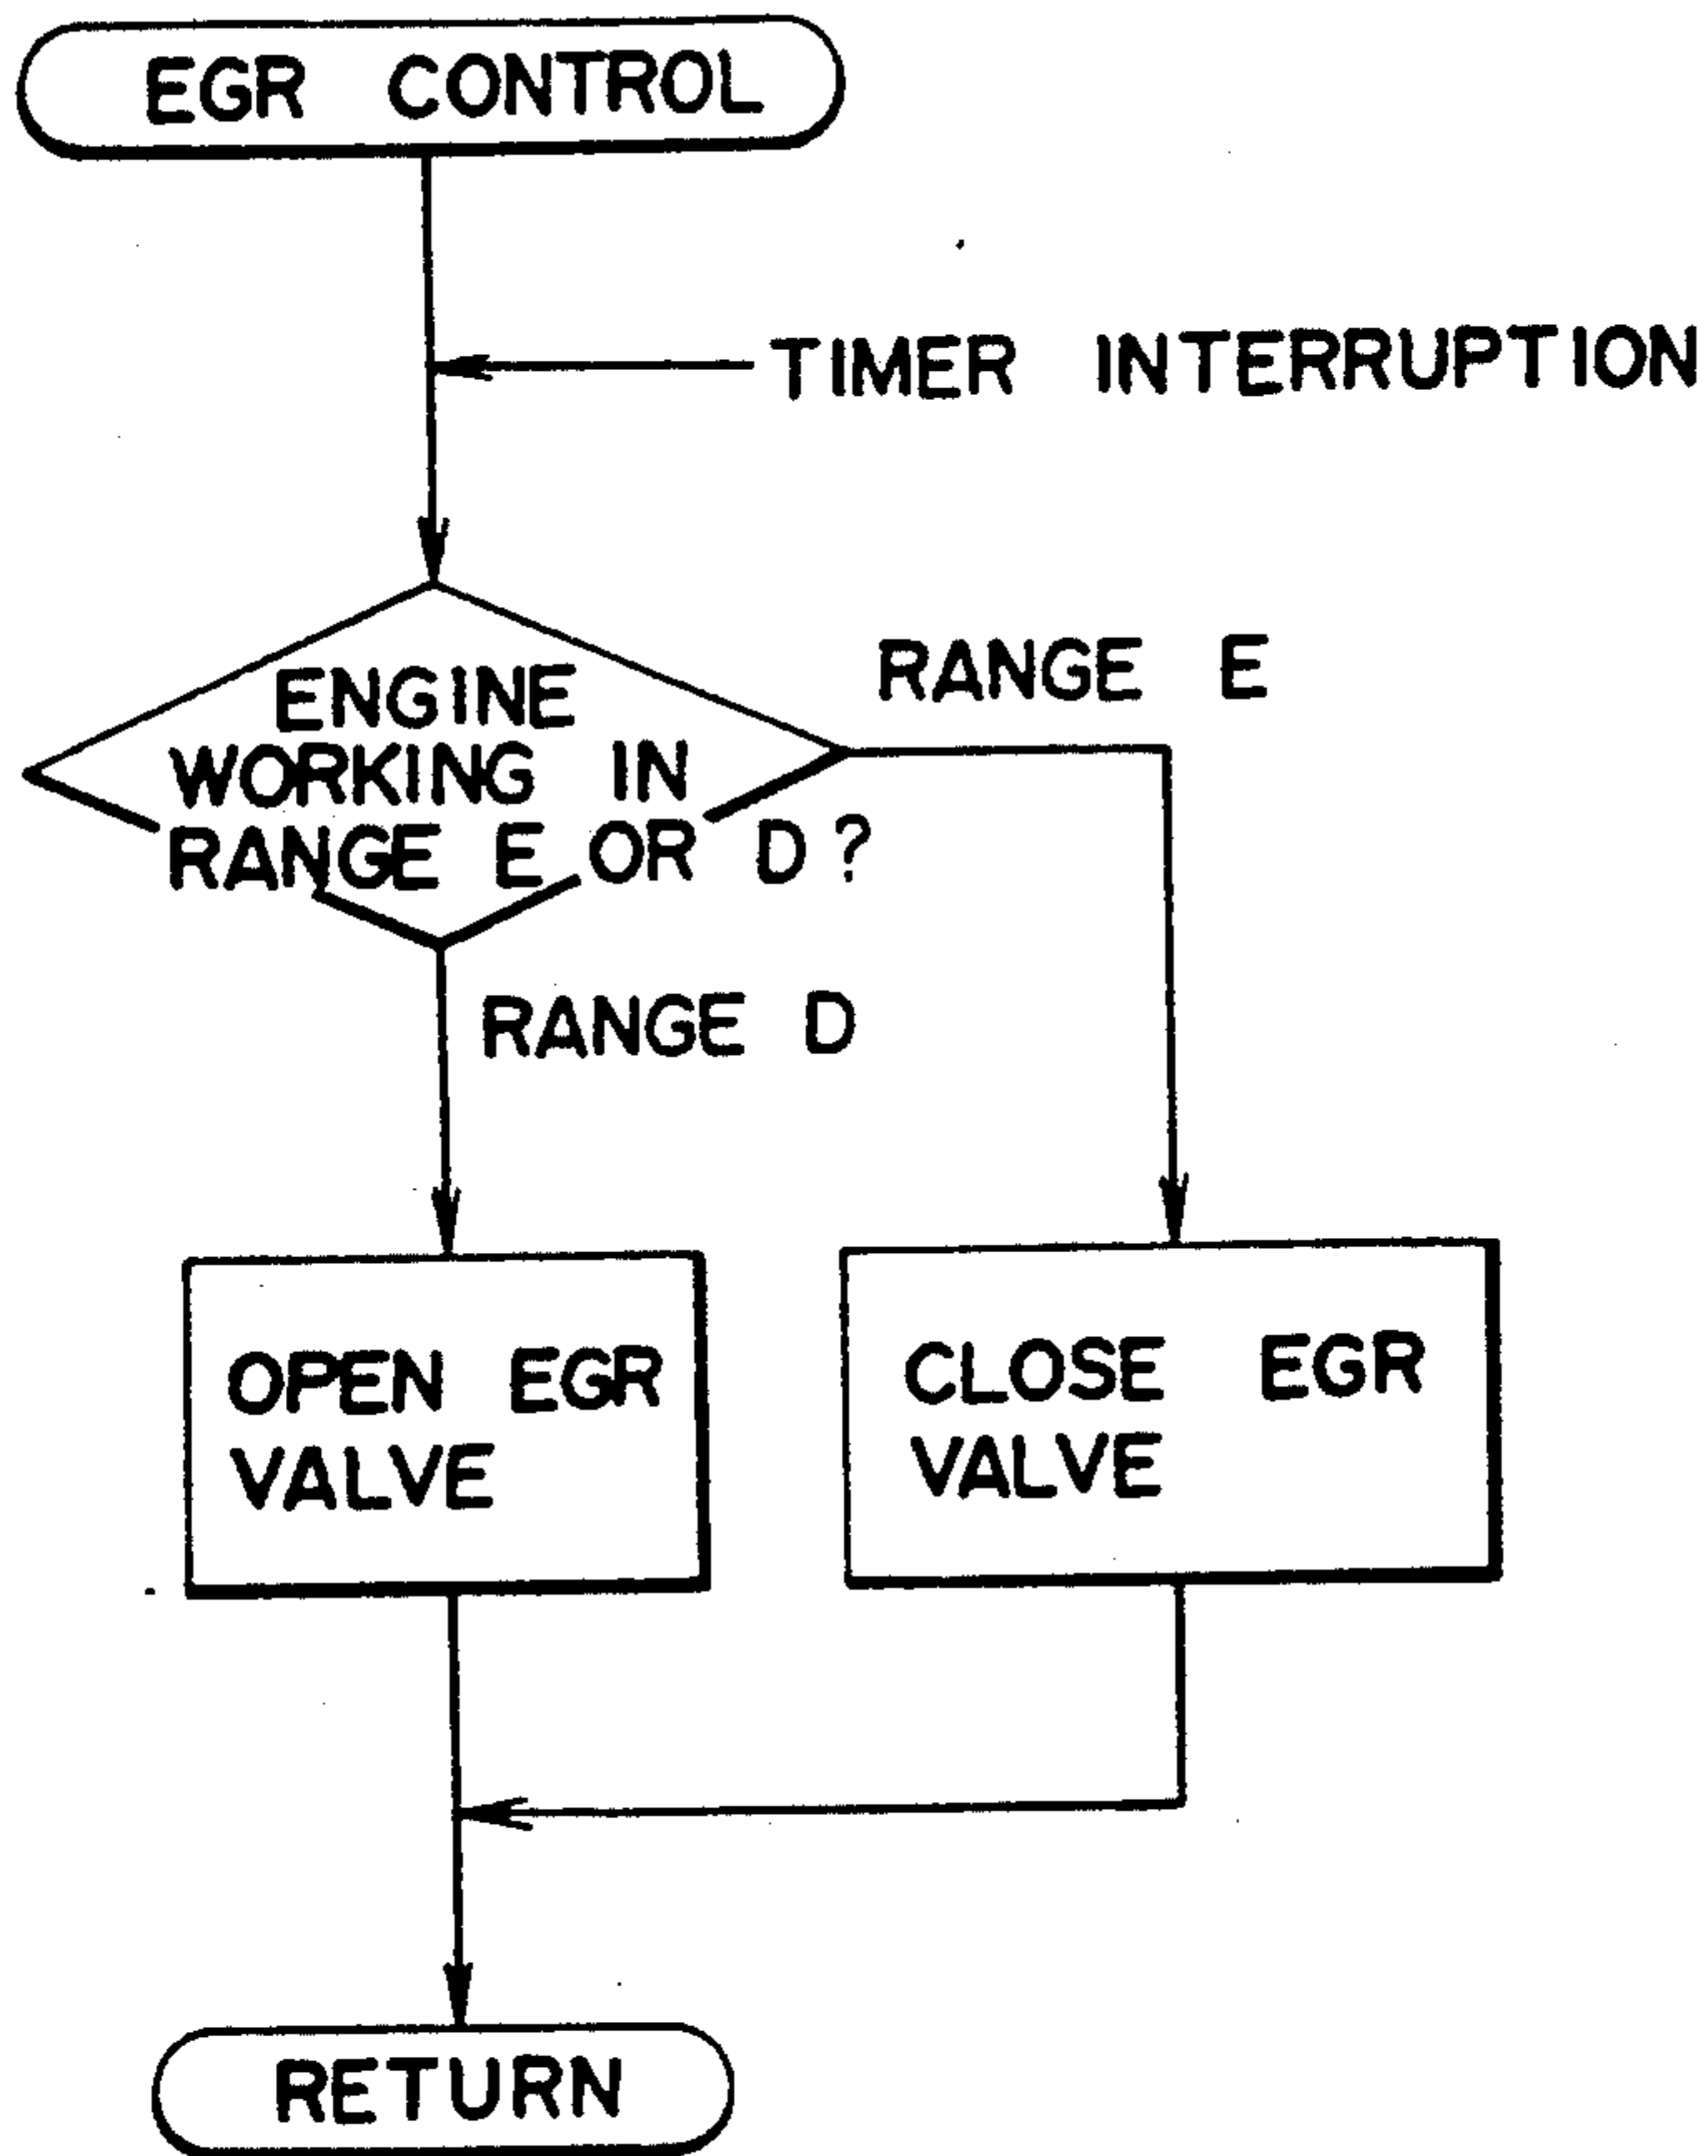 EGR CONTROL
TIMER INTERRUPTION
RANGE E
ENGINE
WORKING IN
RANGE E OR D?
RANGE D
OPEN EGR
VALVE
CLOSE EGR
VALVE
RETURN